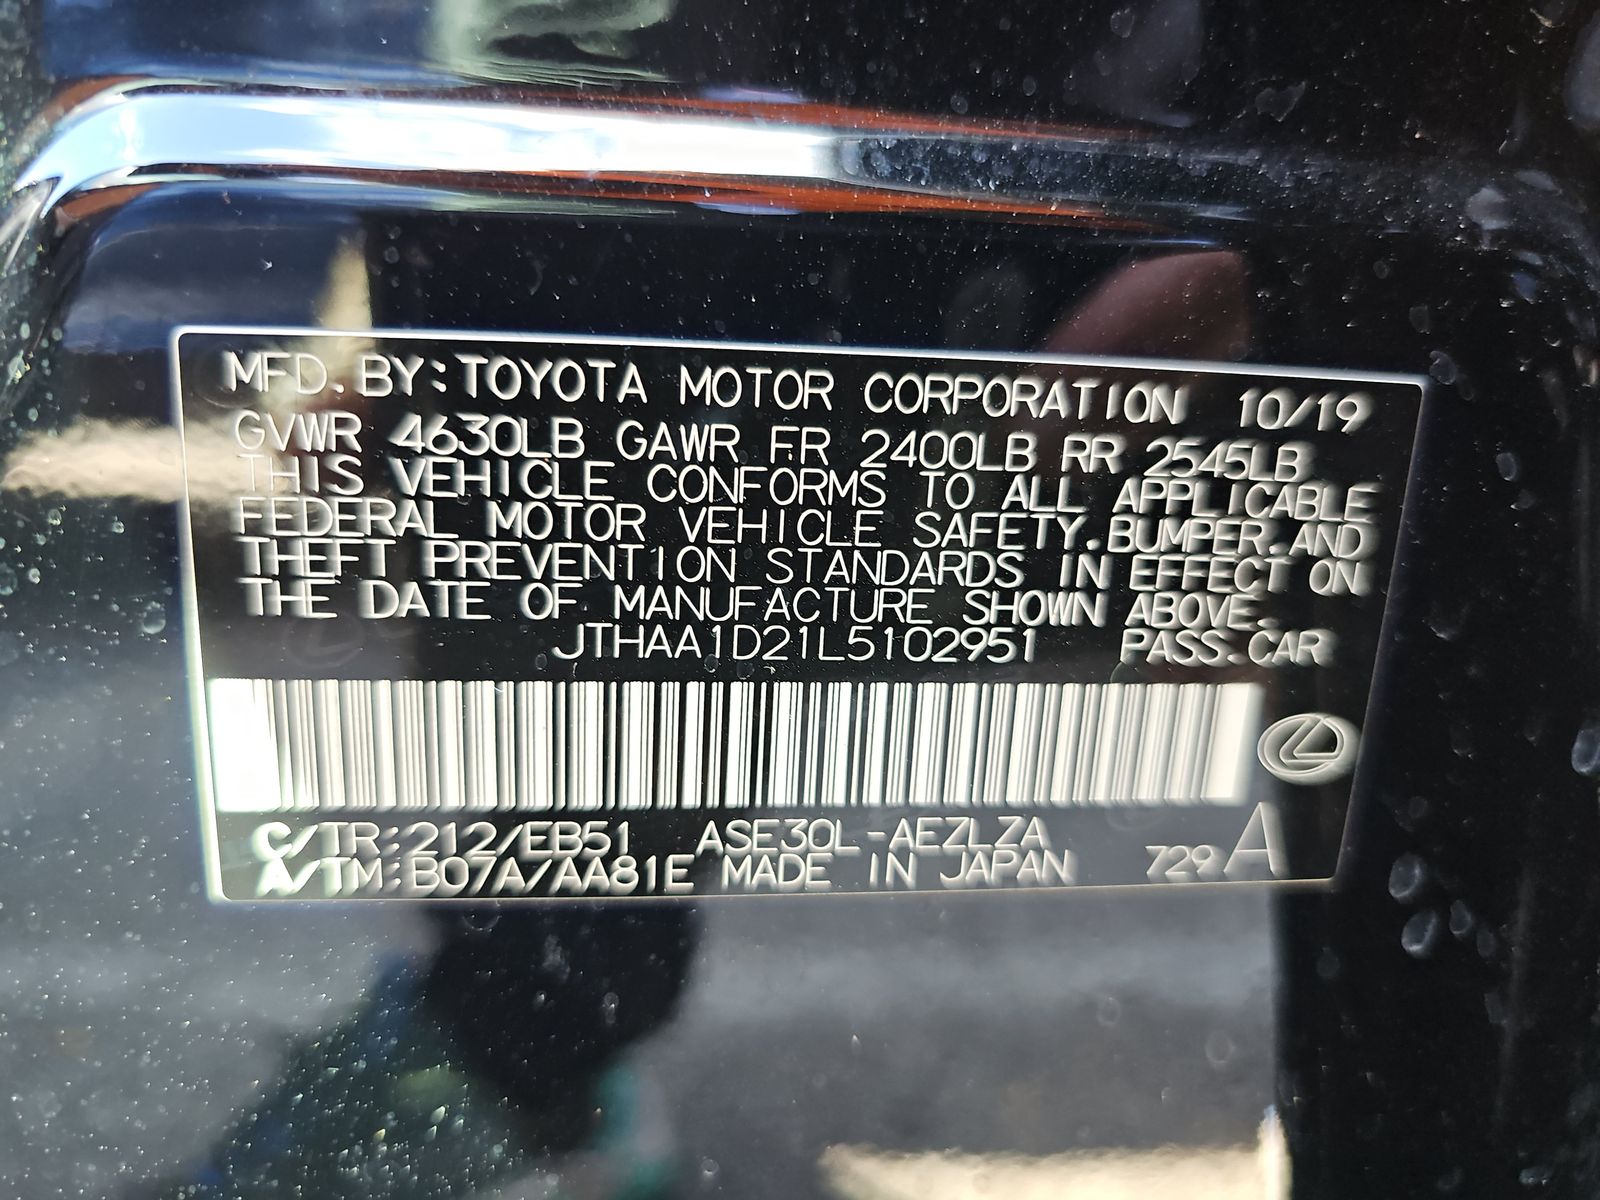 MFD. BY:TOYOTA MOTOR CORPORATION 10/19
GVWR 4630LB GAWR FR 2400LB RR 2545LB
THIS VEHICLE CONFORMS TO ALL APPLICABLE
FEDERAL MOTOR VEHICLE SAFETY,BUMPER,AND
THEFT PREVENTION STANDARDS IN EFFECT ON
THE DATE OF MANUFACTURE SHOWN ABOVE.
JTHAA1D21L5102951 PASS.CAR
C/TR:212/EB51 ASE30L-AEZLZA
A/TM:B07A/AA81E MADE IN JAPAN 729A